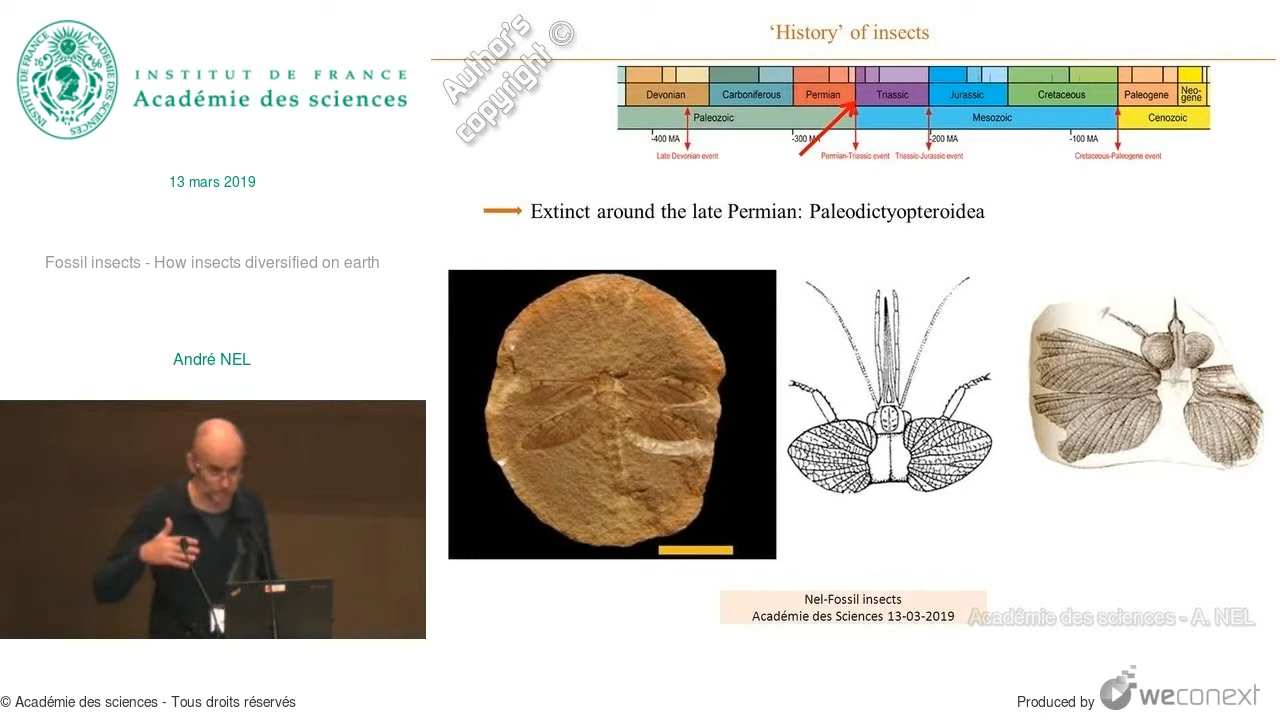 INSTITUT DE FRANCE
Académie des sciences
13 mars 2019
Fossil insects - How insects diversified on earth
André NEL
Author's
copyright ©
‘History’ of insects
Devonian
Carboniferous
Permian
Triassic
Jurassic
Cretaceous
Paleogene
Neo-
gene
Paleozoic
Mesozoic
Cenozoic
-400 MA
-300 MA
-200 MA
-100 MA
Late Devonian event
Permian-Triassic event
Triassic-Jurassic event
Cretaceous-Paleogene event
Extinct around the late Permian: Paleodictyopteroidea
Nel-Fossil insects
Académie des Sciences 13-03-2019
Académie des sciences - A. NEL
© Académie des sciences - Tous droits réservés
Produced by
weconext